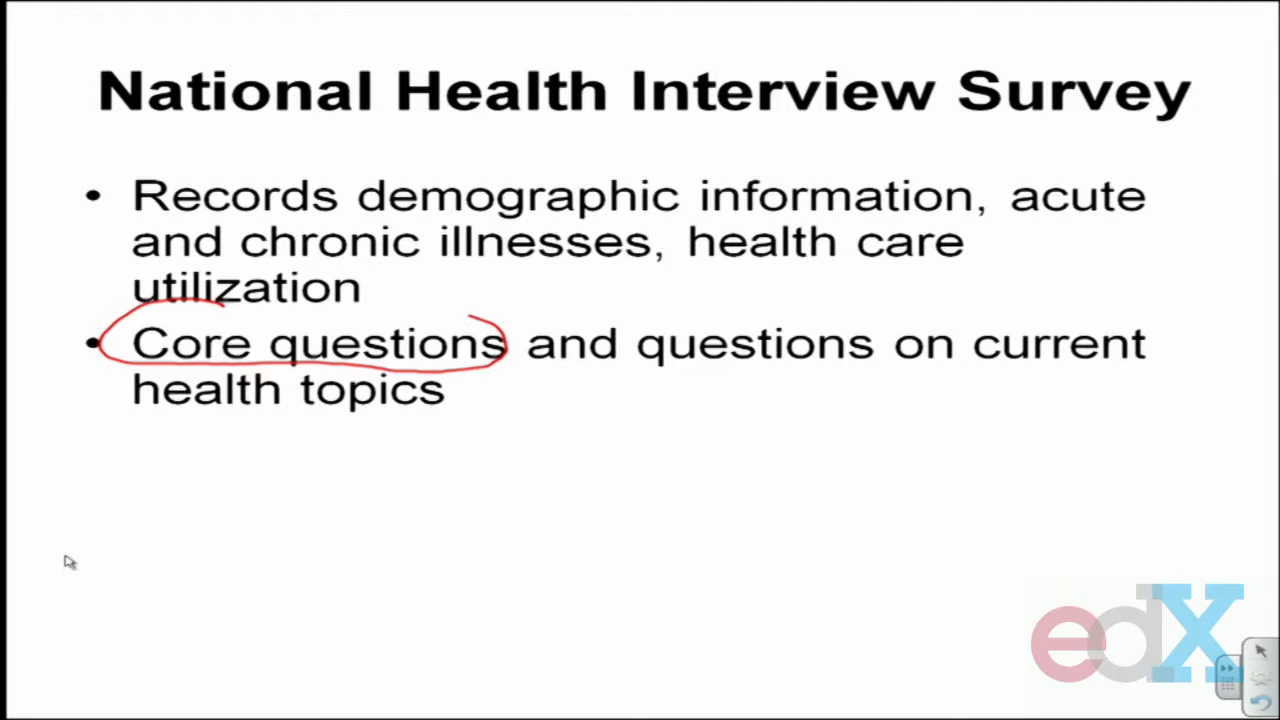 National Health Interview Survey
• Records demographic information, acute
and chronic illnesses, health care
utilization
• Core questions and questions on current
health topics
edX